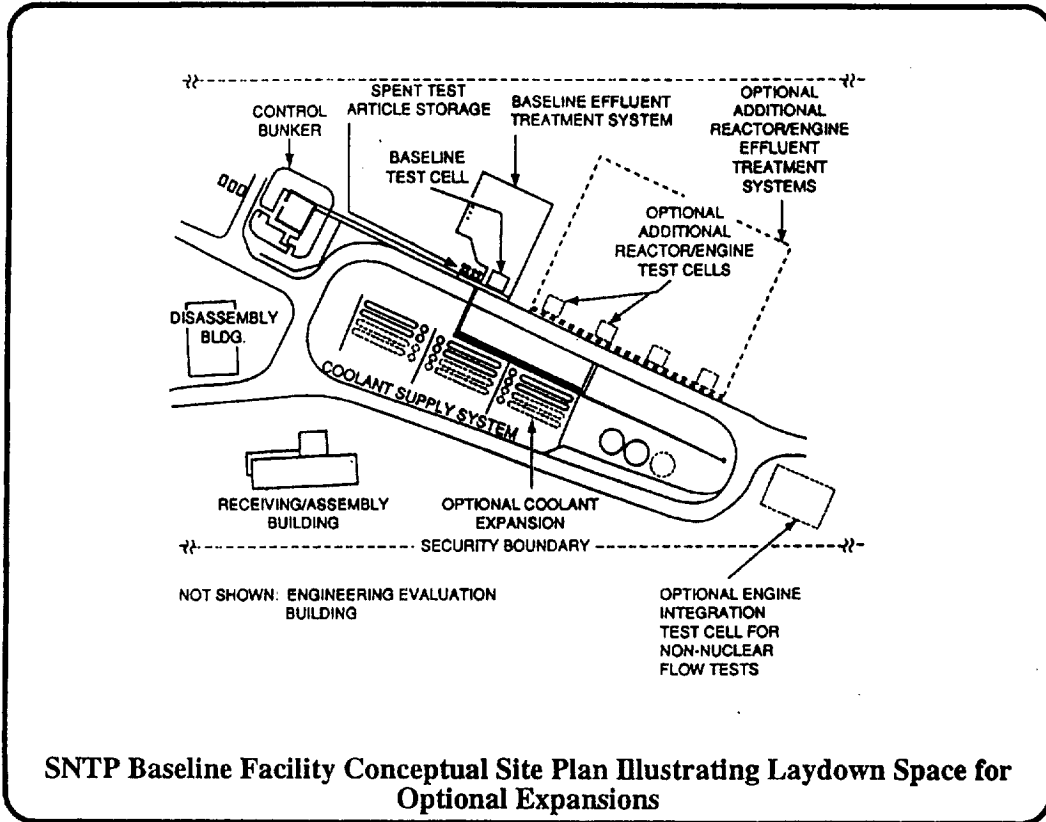 SPENT TEST
ARTICLE STORAGE
CONTROL
BUNKER
BASELINE EFFLUENT
TREATMENT SYSTEM
BASELINE
TEST CELL
OPTIONAL
ADDITIONAL
REACTOR/ENGINE
EFFLUENT
TREATMENT
SYSTEMS
OPTIONAL
ADDITIONAL
REACTOR/ENGINE
TEST CELLS
DISASSEMBLY
BLDG.
COOLANT SUPPLY SYSTEM
RECEIVING/ASSEMBLY
BUILDING
OPTIONAL COOLANT
EXPANSION
SECURITY BOUNDARY
NOT SHOWN: ENGINEERING EVALUATION
BUILDING
OPTIONAL ENGINE
INTEGRATION
TEST CELL FOR
NON-NUCLEAR
FLOW TESTS
SNTP Baseline Facility Conceptual Site Plan Illustrating Laydown Space for
Optional Expansions